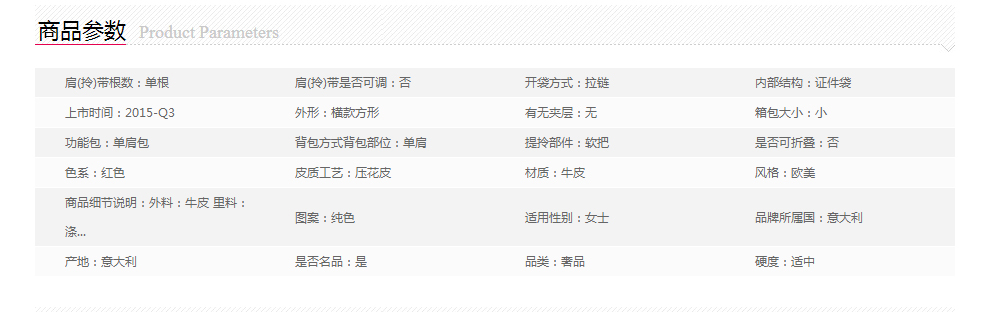 商品参数 Product Parameters
肩(拎)带根数：单根 肩(拎)带是否可调：否 开袋方式：拉链 内部结构：证件袋
上市时间：2015-Q3 外形：横款方形 有无夹层：无 箱包大小：小
功能包：单肩包 背包方式背包部位：单肩 提拎部件：软把 是否可折叠：否
色系：红色 皮质工艺：压花皮 材质：牛皮 风格：欧美
商品细节说明：外料：牛皮 里料：
涤... 图案：纯色 适用性别：女士 品牌所属国：意大利
产地：意大利 是否名品：是 品类：奢品 硬度：适中